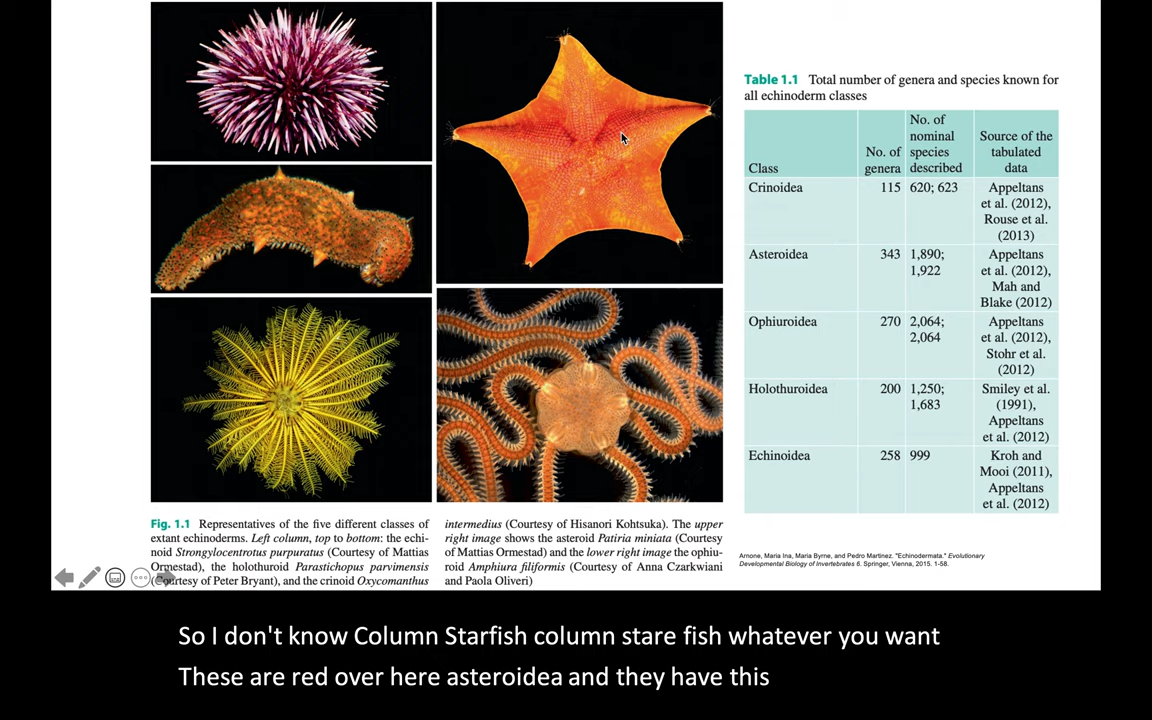 Table 1.1 Total number of genera and species known for
all echinoderm classes
Class
No. of
genera
No. of
nominal
species
described
Source of the
tabulated
data
Crinoidea 115 620; 623 Appeltans
et al. (2012),
Rouse et al.
(2013)
Asteroidea 343 1,890; Appeltans
1,922 et al. (2012),
Mah and
Blake (2012)
Ophiuroidea 270 2,064; Appeltans
2,064 et al. (2012),
Stohr et al.
(2012)
Holothuroidea 200 1,250; Smiley et al.
1,683 (1991),
Appeltans
et al. (2012)
Echinoidea 258 999 Kroh and
Mooi (2011),
Appeltans
et al. (2012)
Fig. 1.1 Representatives of the five different classes of
extant echinoderms. Left column, top to bottom: the echi-
noid Strongylocentrotus purpuratus (Courtesy of Mattias
Ormestad), the holothuroid Parastichopus parvimensis
(Courtesy of Peter Bryant), and the crinoid Oxycomanthus
intermedius (Courtesy of Hisanori Kohtsuka). The upper
right image shows the asteroid Patiria miniata (Courtesy
of Mattias Ormestad) and the lower right image the ophiu-
roid Amphiura filiformis (Courtesy of Anna Czarkwiani
and Paola Oliveri)
Arnone, Maria Ina, Maria Byrne, and Pedro Martinez. "Echinodermata." Evolutionary
Developmental Biology of Invertebrates 6. Springer, Vienna, 2015. 1-58.
So I don't know Column Starfish column stare fish whatever you want
These are red over here asteroidea and they have this